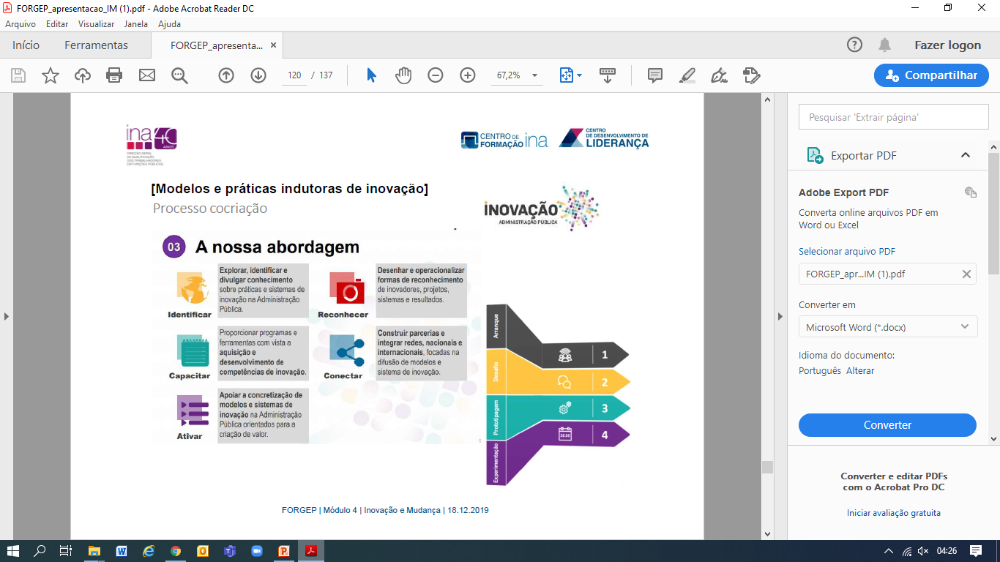 FORGEP_apresentacao_IM (1).pdf - Adobe Acrobat Reader DC
Arquivo Editar Visualizar Janela Ajuda
Início Ferramentas FORGEP_apresenta... × Fazer logon
120 / 137 67,2% Compartilhar
ina 40 ANOS
DIREÇÃO-GERAL
DA QUALIFICAÇÃO
DOS TRABALHADORES
EM FUNÇÕES PÚBLICAS
CENTRO DE
FORMAÇÃO ina
CENTRO
DE DESENVOLVIMENTO DE
LIDERANÇA
[Modelos e práticas indutoras de inovação]
Processo cocriação
INOVAÇÃO
ADMINISTRAÇÃO PÚBLICA
03 A nossa abordagem
Identificar
Explorar, identificar e
divulgar conhecimento
sobre práticas e sistemas de
inovação na Administração
Pública.
Reconhecer
Desenhar e operacionalizar
formas de reconhecimento
de inovadores, projetos,
sistemas e resultados.
Capacitar
Proporcionar programas e
ferramentas com vista a
aquisição e
desenvolvimento de
competências de inovação.
Conectar
Construir parcerias e
integrar redes, nacionais e
internacionais, focadas na
difusão de modelos e
sistema de inovação.
Ativar
Apoiar a concretização de
modelos e sistemas de
inovação na Administração
Pública orientados para a
criação de valor.
Arranque 1
Desafio 2
Prototipagem 3
Experimentação 4
FORGEP | Módulo 4 | Inovação e Mudança | 18.12.2019
Pesquisar 'Extrair página'
Exportar PDF
Adobe Export PDF
Converta online arquivos PDF em
Word ou Excel
Selecionar arquivo PDF
FORGEP_apr...IM (1).pdf
Converter em
Microsoft Word (*.docx)
Idioma do documento:
Português Alterar
Converter
Converter e editar PDFs
com o Acrobat Pro DC
Iniciar avaliação gratuita
04:26